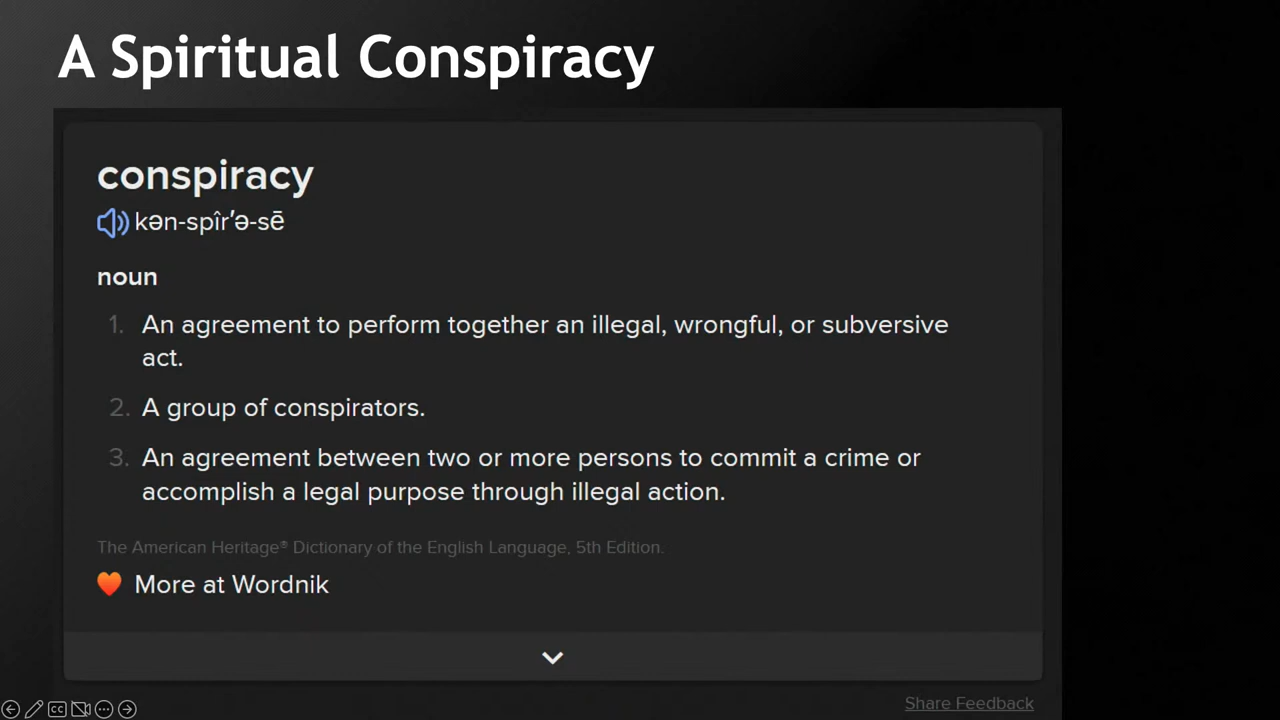 A Spiritual Conspiracy
conspiracy
kən-spîr′ə-sē
noun
1. An agreement to perform together an illegal, wrongful, or subversive
act.
2. A group of conspirators.
3. An agreement between two or more persons to commit a crime or
accomplish a legal purpose through illegal action.
The American Heritage® Dictionary of the English Language, 5th Edition.
More at Wordnik
Share Feedback
CC